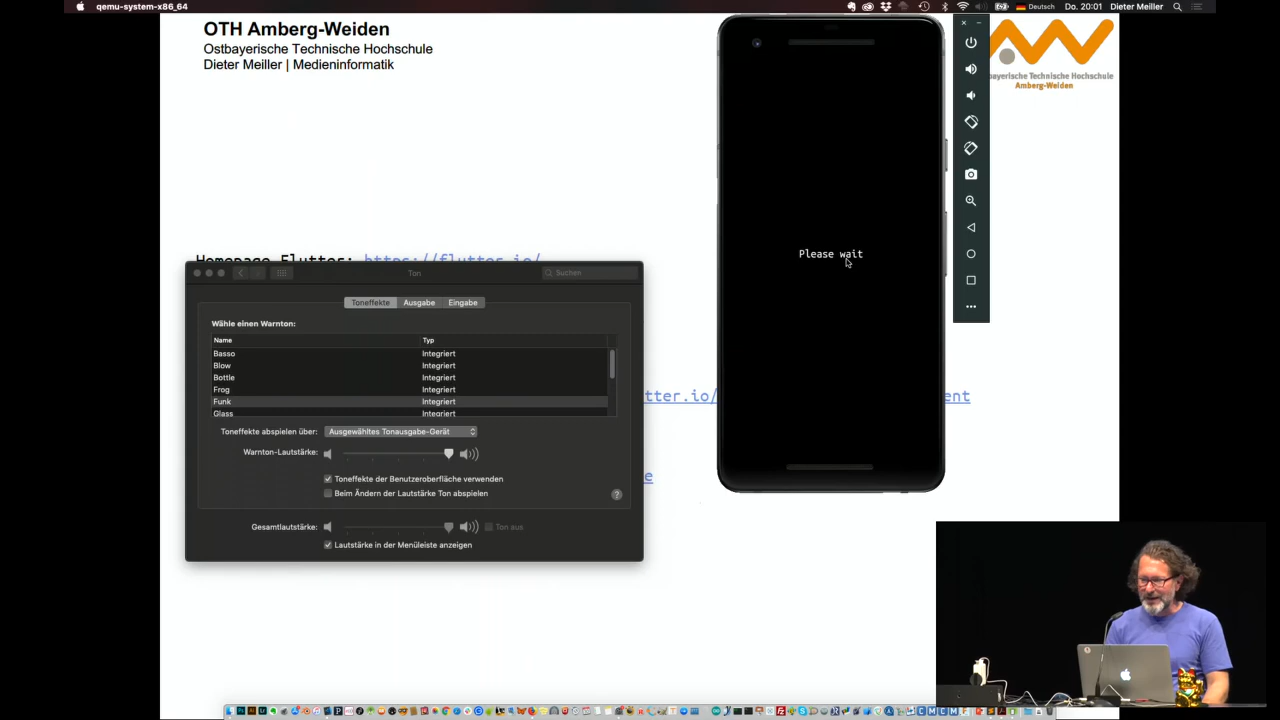 qemu-system-x86_64
Deutsch
Do. 20:01
Dieter Meiller
OTH Amberg-Weiden
Ostbayerische Technische Hochschule
Dieter Meiller | Medieninformatik
bayerische Technische Hochschule
Amberg-Weiden
Please wait
Homepage Flutter: https://flutter.io/
Ton
Suchen
Toneffekte
Ausgabe
Eingabe
Wähle einen Warnton:
Name
Typ
Basso
Integriert
Blow
Integriert
Bottle
Integriert
Frog
Integriert
Funk
Integriert
Glass
Integriert
tter.io/
ent
Toneffekte abspielen über:
Ausgewähltes Tonausgabe-Gerät
Warnton-Lautstärke:
Toneffekte der Benutzeroberfläche verwenden
Beim Ändern der Lautstärke Ton abspielen
?
e
Gesamtlautstärke:
Ton aus
Lautstärke in der Menüleiste anzeigen